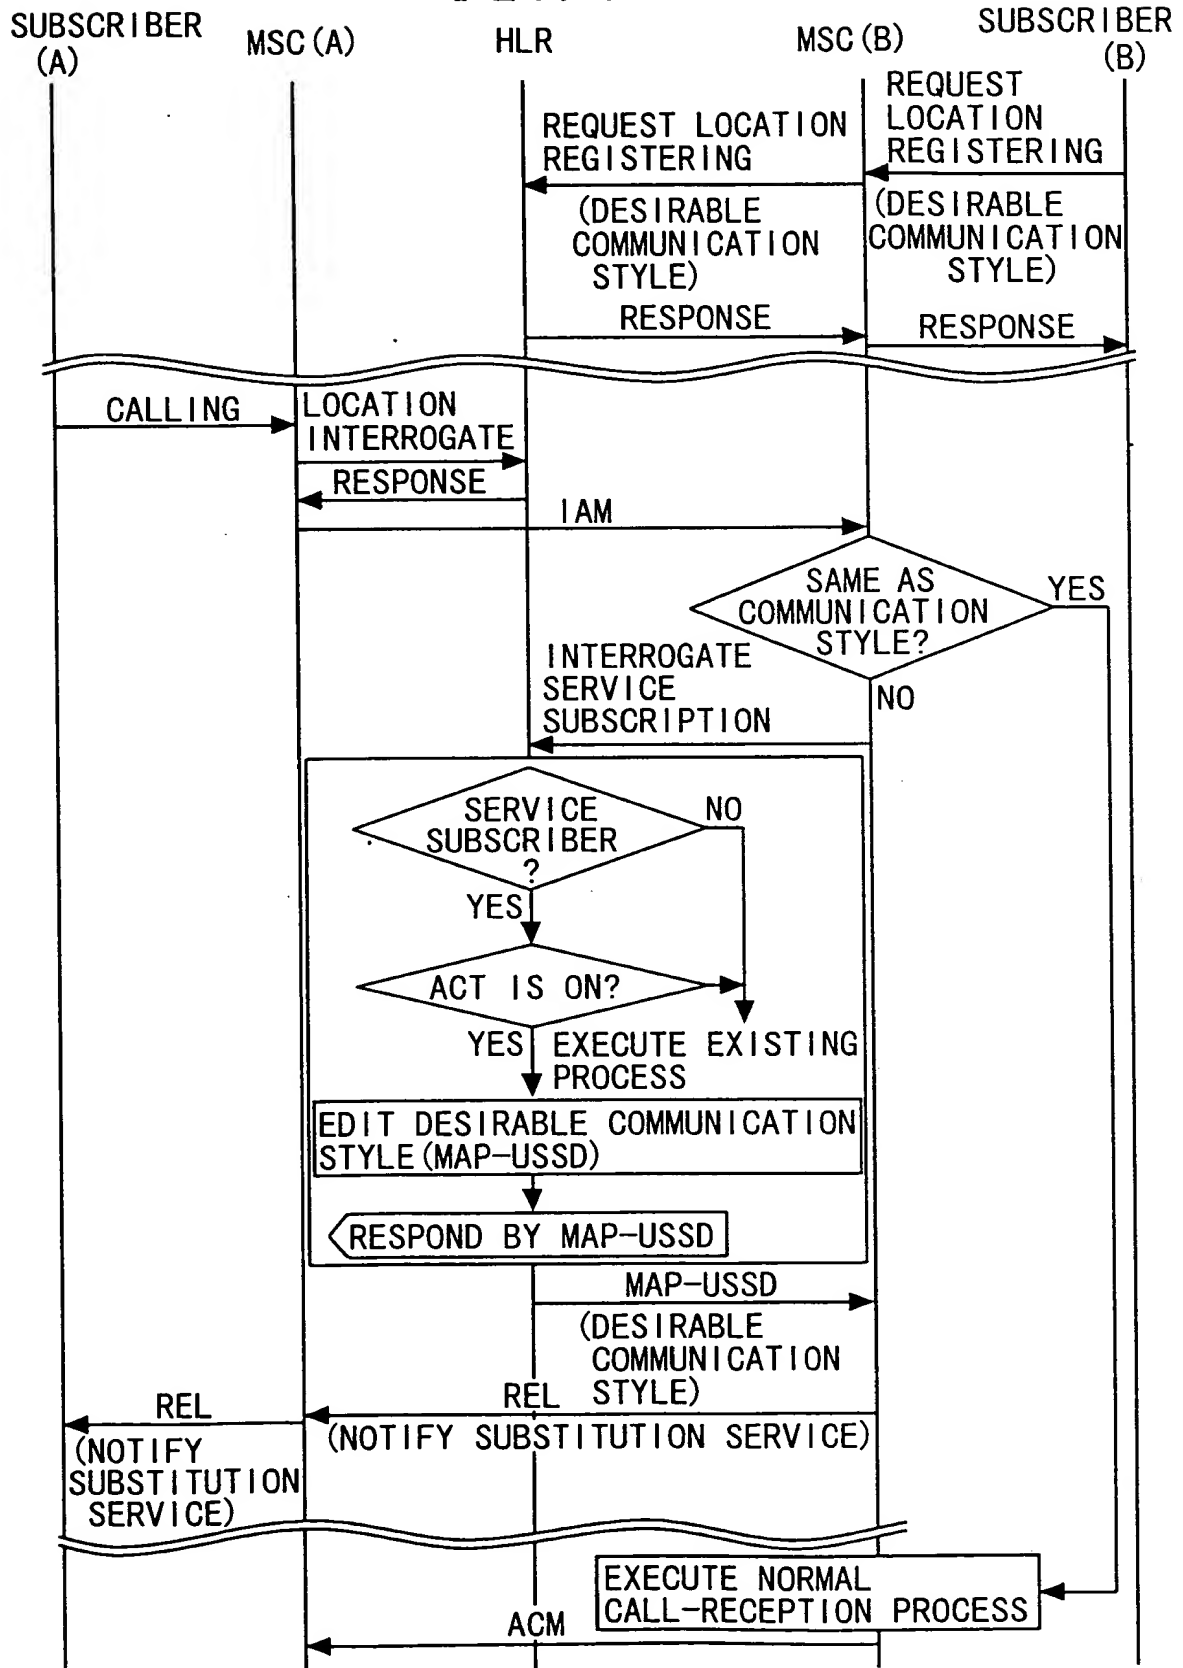 SUBSCRIBER
(A)
MSC(A)
HLR
MSC(B)
SUBSCRIBER
(B)
REQUEST
LOCATION
REGISTERING
REQUEST LOCATION
REGISTERING
(DESIRABLE
COMMUNICATION
STYLE)
(DESIRABLE
COMMUNICATION
STYLE)
RESPONSE
RESPONSE
CALLING
LOCATION
INTERROGATE
RESPONSE
IAM
SAME AS
COMMUNICATION
STYLE?
YES
NO
INTERROGATE
SERVICE
SUBSCRIPTION
SERVICE
SUBSCRIBER
?
NO
YES
ACT IS ON?
YES
EXECUTE EXISTING
PROCESS
EDIT DESIRABLE COMMUNICATION
STYLE(MAP-USSD)
RESPOND BY MAP-USSD
MAP-USSD
(DESIRABLE
COMMUNICATION
STYLE)
REL
(NOTIFY SUBSTITUTION SERVICE)
REL
(NOTIFY
SUBSTITUTION
SERVICE)
EXECUTE NORMAL
CALL-RECEPTION PROCESS
ACM